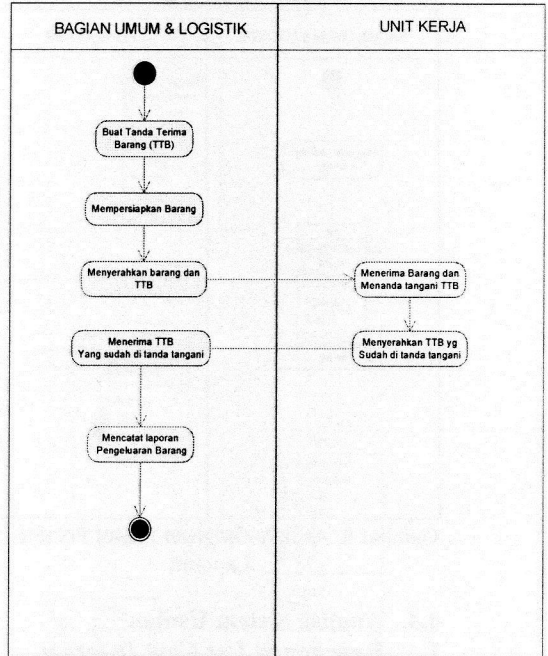 BAGIAN UMUM & LOGISTIK
UNIT KERJA
Buat Tanda Terima
Barang (TTB)
Mempersiapkan Barang
Menyerahkan barang dan
TTB
Menerima Barang dan
Menanda tangani TTB
Menyerahkan TTB yg
Sudah di tanda tangani
Menerima TTB
Yang sudah di tanda tangani
Mencatat laporan
Pengeluaran Barang